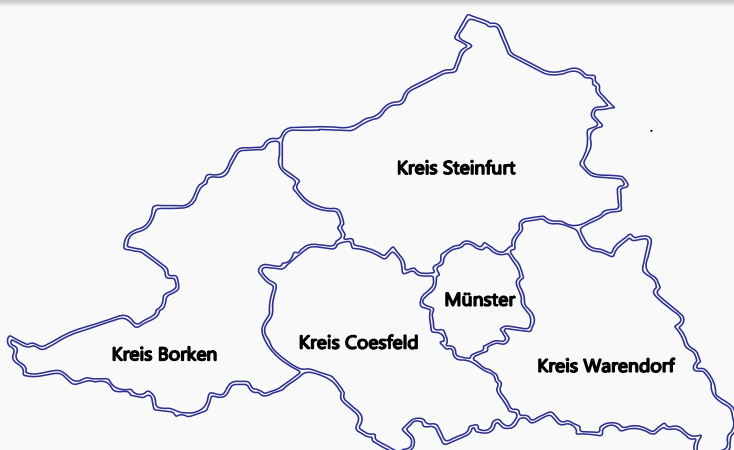 Kreis Steinfurt
Münster
Kreis Coesfeld
Kreis Borken
Kreis Warendorf